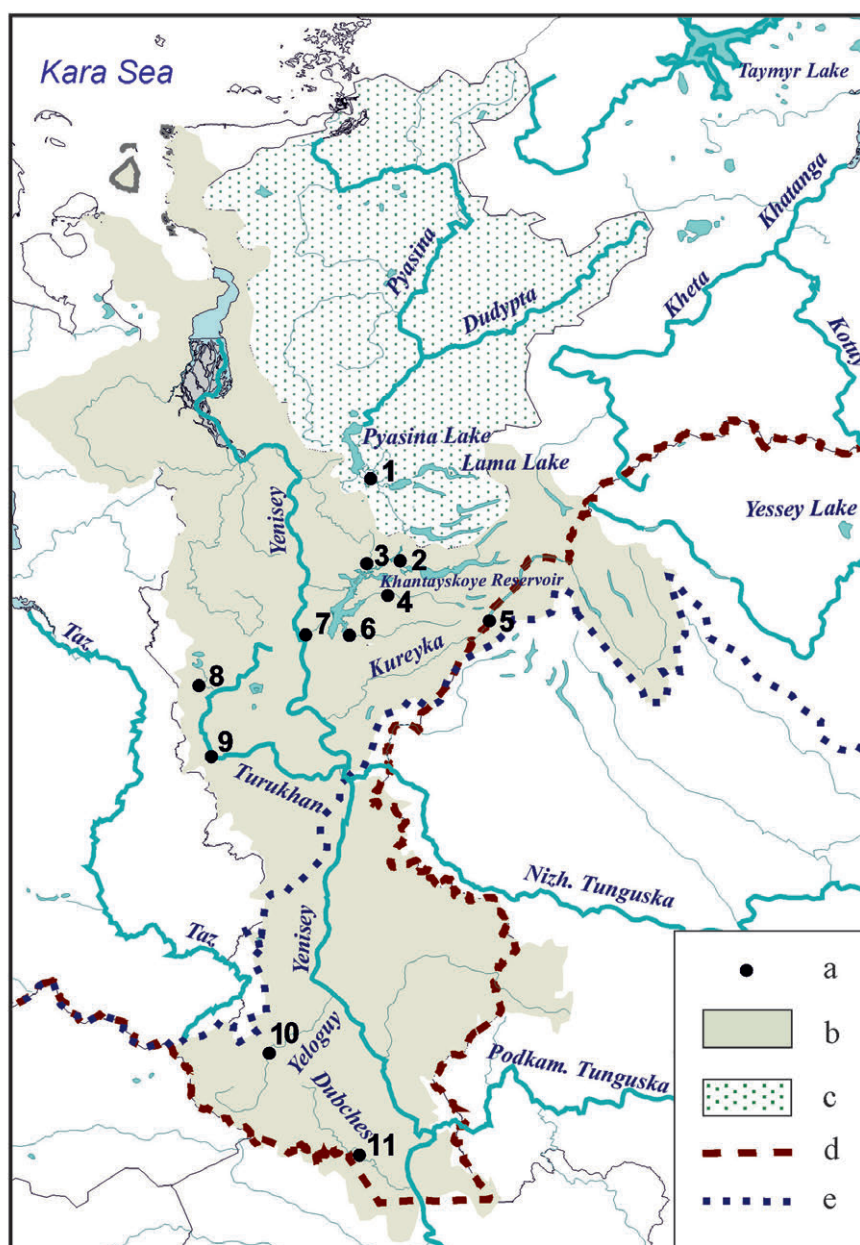 Kara Sea
Taymyr Lake
Khatanga
Pyasina
Kheta
Dudypta
Kotuy
Pyasina Lake
Lama Lake
1
Yenisey
Yessey Lake
3
2
Khantayskoye Reservoir
4
Taz
7
6
5
Kureyka
8
9
Turukhan
Nizh. Tunguska
Yenisey
Taz
a
10
Yeloguy
b
Podkam. Tunguska
Dubches
c
11
d
e